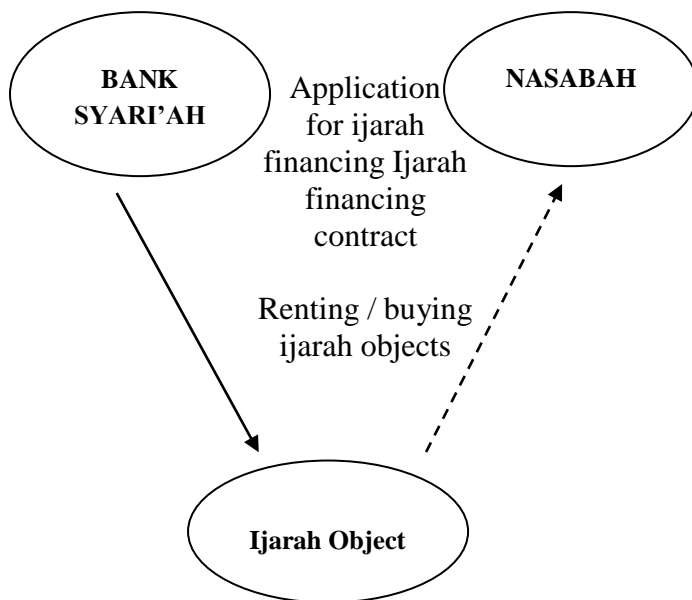 BANK
SYARI’AH
Application
for ijarah
financing Ijarah
financing
contract
NASABAH
Renting / buying
ijarah objects
Ijarah Object